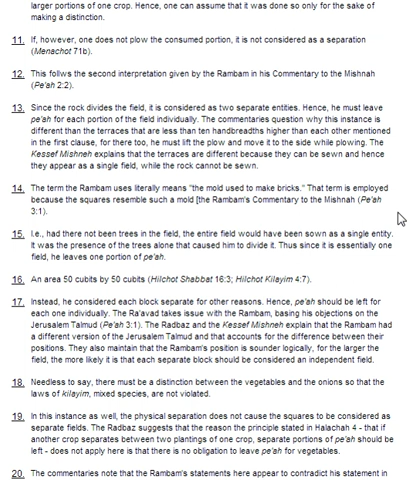 larger portions of one crop. Hence, one can assume that it was done so only for the sake of
making a distinction.
11. If, however, one does not plow the consumed portion, it is not considered as a separation
(Menachot 71b).
12. This follws the second interpretation given by the Rambam in his Commentary to the Mishnah
(Pe'ah 2:2).
13. Since the rock divides the field, it is considered as two separate entities. Hence, he must leave
pe'ah for each portion of the field individually. The commentaries question why this instance is
different than the terraces that are less than ten handbreadths higher than each other mentioned
in the first clause, for there too, he must lift the plow and move it to the side while plowing. The
Kessef Mishneh explains that the terraces are different because they can be sewn and hence
they appear as a single field, while the rock cannot be sewn.
14. The term the Rambam uses literally means "the mold used to make bricks." That term is employed
because the squares resemble such a mold [the Rambam's Commentary to the Mishnah (Pe'ah
3:1).
15. I.e., had there not been trees in the field, the entire field would have been sown as a single entity.
It was the presence of the trees alone that caused him to divide it. Thus since it is essentially one
field, he leaves one portion of pe'ah.
16. An area 50 cubits by 50 cubits (Hilchot Shabbat 16:3; Hilchot Kilayim 4:7).
17. Instead, he considered each block separate for other reasons. Hence, pe'ah should be left for
each one individually. The Ra'avad takes issue with the Rambam, basing his objections on the
Jerusalem Talmud (Pe'ah 3:1). The Radbaz and the Kessef Mishneh explain that the Rambam had
a different version of the Jerusalem Talmud and that accounts for the difference between their
positions. They also maintain that the Rambam's position is sounder logically, for the larger the
field, the more likely it is that each separate block should be considered an independent field.
18. Needless to say, there must be a distinction between the vegetables and the onions so that the
laws of kilayim, mixed species, are not violated.
19. In this instance as well, the physical separation does not cause the squares to be considered as
separate fields. The Radbaz suggests that the reason the principle stated in Halachah 4 - that if
another crop separates between two plantings of one crop, separate portions of pe'ah should be
left - does not apply here is that there is no obligation to leave pe'ah for vegetables.
20. The commentaries note that the Rambam's statements here appear to contradict his statement in